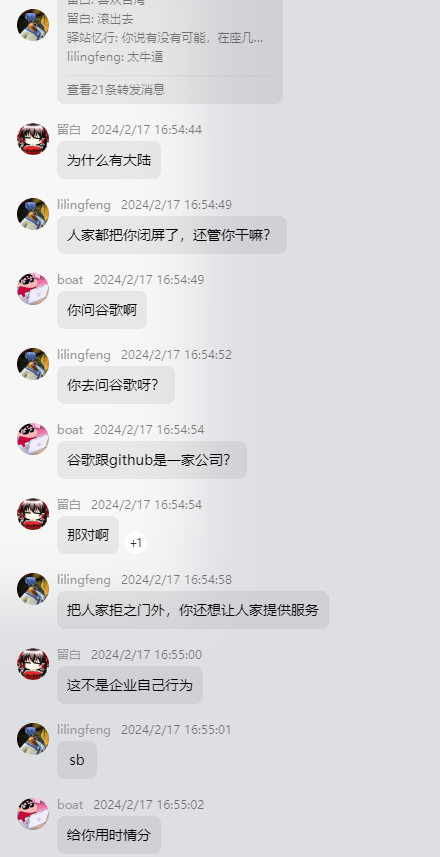 留白: 滚出去
驿站忆行: 你说有没有可能，在座几...
lilingfeng: 太牛逼
查看21条转发消息
留白 2024/2/17 16:54:44
为什么有大陆
lilingfeng 2024/2/17 16:54:49
人家都把你闭屏了，还管你干嘛?
boat 2024/2/17 16:54:49
你问谷歌啊
lilingfeng 2024/2/17 16:54:52
你去问谷歌呀?
boat 2024/2/17 16:54:54
谷歌跟github是一家公司?
留白 2024/2/17 16:54:54
那对啊
+1
lilingfeng 2024/2/17 16:54:58
把人家拒之门外，你还想让人家提供服务
留白 2024/2/17 16:55:00
这不是企业自己行为
lilingfeng 2024/2/17 16:55:01
sb
boat 2024/2/17 16:55:02
给你用时情分